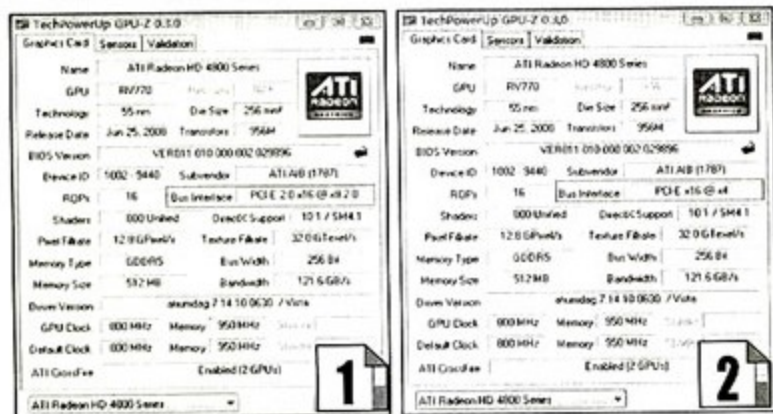 TechPowerUp GPU-Z 0.3.0
Graphics Card Sensors Validation
Name ATI Radeon HD 4800 Series
GPU RV770
ATI RADEON GRAPHICS
Technology 55 nm Die Size 256 mm²
Release Date Jun 25, 2008 Transistors 956M
BIOS Version VER011.010.000.002.029896
Device ID 1002 - 9440 Subvendor ATI AIB (1787)
ROPs 16 Bus Interface PCI-E 2.0 x16 @ x8 2.0
Shaders 800 Unified DirectX Support 10.1 / SM4.1
Pixel Fillrate 12.8 GPixel/s Texture Fillrate 32.0 GTexel/s
Memory Type GDDR5 Bus Width 256 Bit
Memory Size 512 MB Bandwidth 121.6 GB/s
Driver Version atiumdag 7.14.10.0630 / Vista
GPU Clock 800 MHz Memory 950 MHz
Default Clock 800 MHz Memory 950 MHz
ATI CrossFire Enabled (2 GPUs)
ATI Radeon HD 4800 Series
1
TechPowerUp GPU-Z 0.3.0
Graphics Card Sensors Validation
Name ATI Radeon HD 4800 Series
GPU RV770
ATI RADEON GRAPHICS
Technology 55 nm Die Size 256 mm²
Release Date Jun 25, 2008 Transistors 956M
BIOS Version VER011.010.000.002.029896
Device ID 1002 - 9440 Subvendor ATI AIB (1787)
ROPs 16 Bus Interface PCI-E x16 @ x4
Shaders 800 Unified DirectX Support 10.1 / SM4.1
Pixel Fillrate 12.8 GPixel/s Texture Fillrate 32.0 GTexel/s
Memory Type GDDR5 Bus Width 256 Bit
Memory Size 512 MB Bandwidth 121.6 GB/s
Driver Version atiumdag 7.14.10.0630 / Vista
GPU Clock 800 MHz Memory 950 MHz
Default Clock 800 MHz Memory 950 MHz
ATI CrossFire Enabled (2 GPUs)
ATI Radeon HD 4800 Series
2